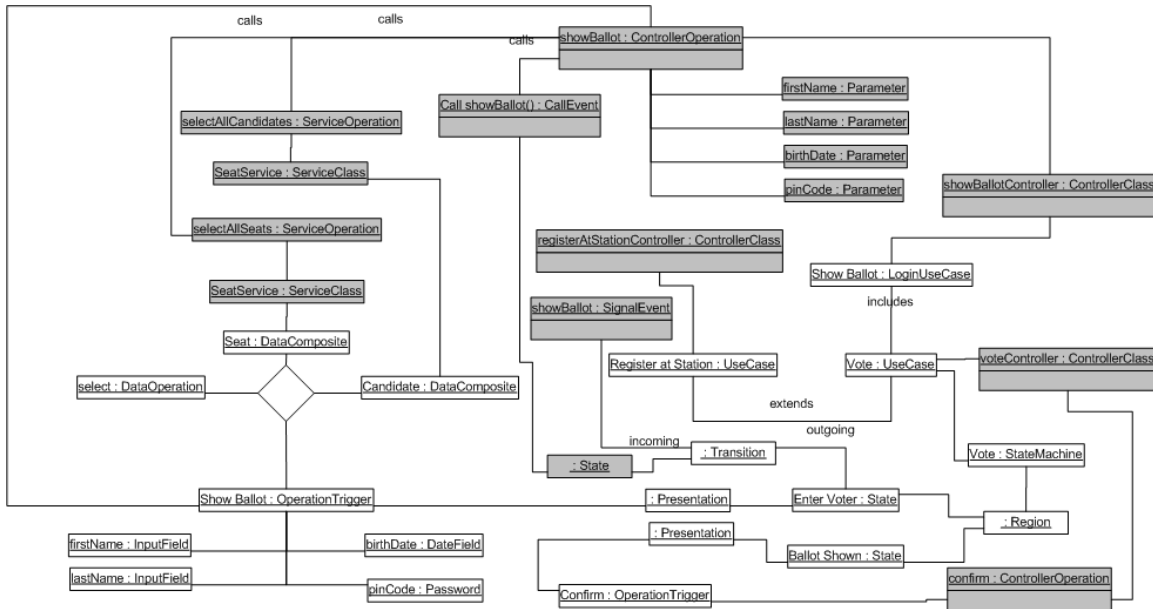 calls
calls
showBallot : ControllerOperation
calls
firstName : Parameter
Call showBallot() : CallEvent
selectAllCandidates : ServiceOperation
lastName : Parameter
birthDate : Parameter
SeatService : ServiceClass
pinCode : Parameter
showBallotController : ControllerClass
selectAllSeats : ServiceOperation
registerAtStationController : ControllerClass
Show Ballot : LoginUseCase
SeatService : ServiceClass
showBallot : SignalEvent
includes
Seat : DataComposite
Register at Station : UseCase
Vote : UseCase
voteController : ControllerClass
select : DataOperation
Candidate : DataComposite
extends
outgoing
incoming
: Transition
Vote : StateMachine
: State
Show Ballot : OperationTrigger
: Presentation
Enter Voter : State
: Region
: Presentation
firstName : InputField
birthDate : DateField
Ballot Shown : State
lastName : InputField
confirm : ControllerOperation
pinCode : Password
Confirm : OperationTrigger